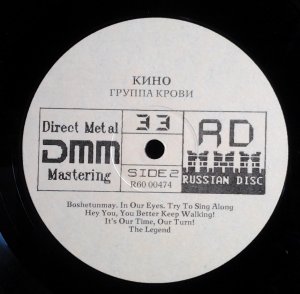 КИНО
ГРУППА КРОВИ
Direct Metal
DMM
Mastering
33
SIDE 2
R60 00474
RD
MMM
RUSSIAN DISC
Boshetunmay. In Our Eyes. Try To Sing Along
Hey You, You Better Keep Walking!
It's Our Time, Our Turn!
The Legend